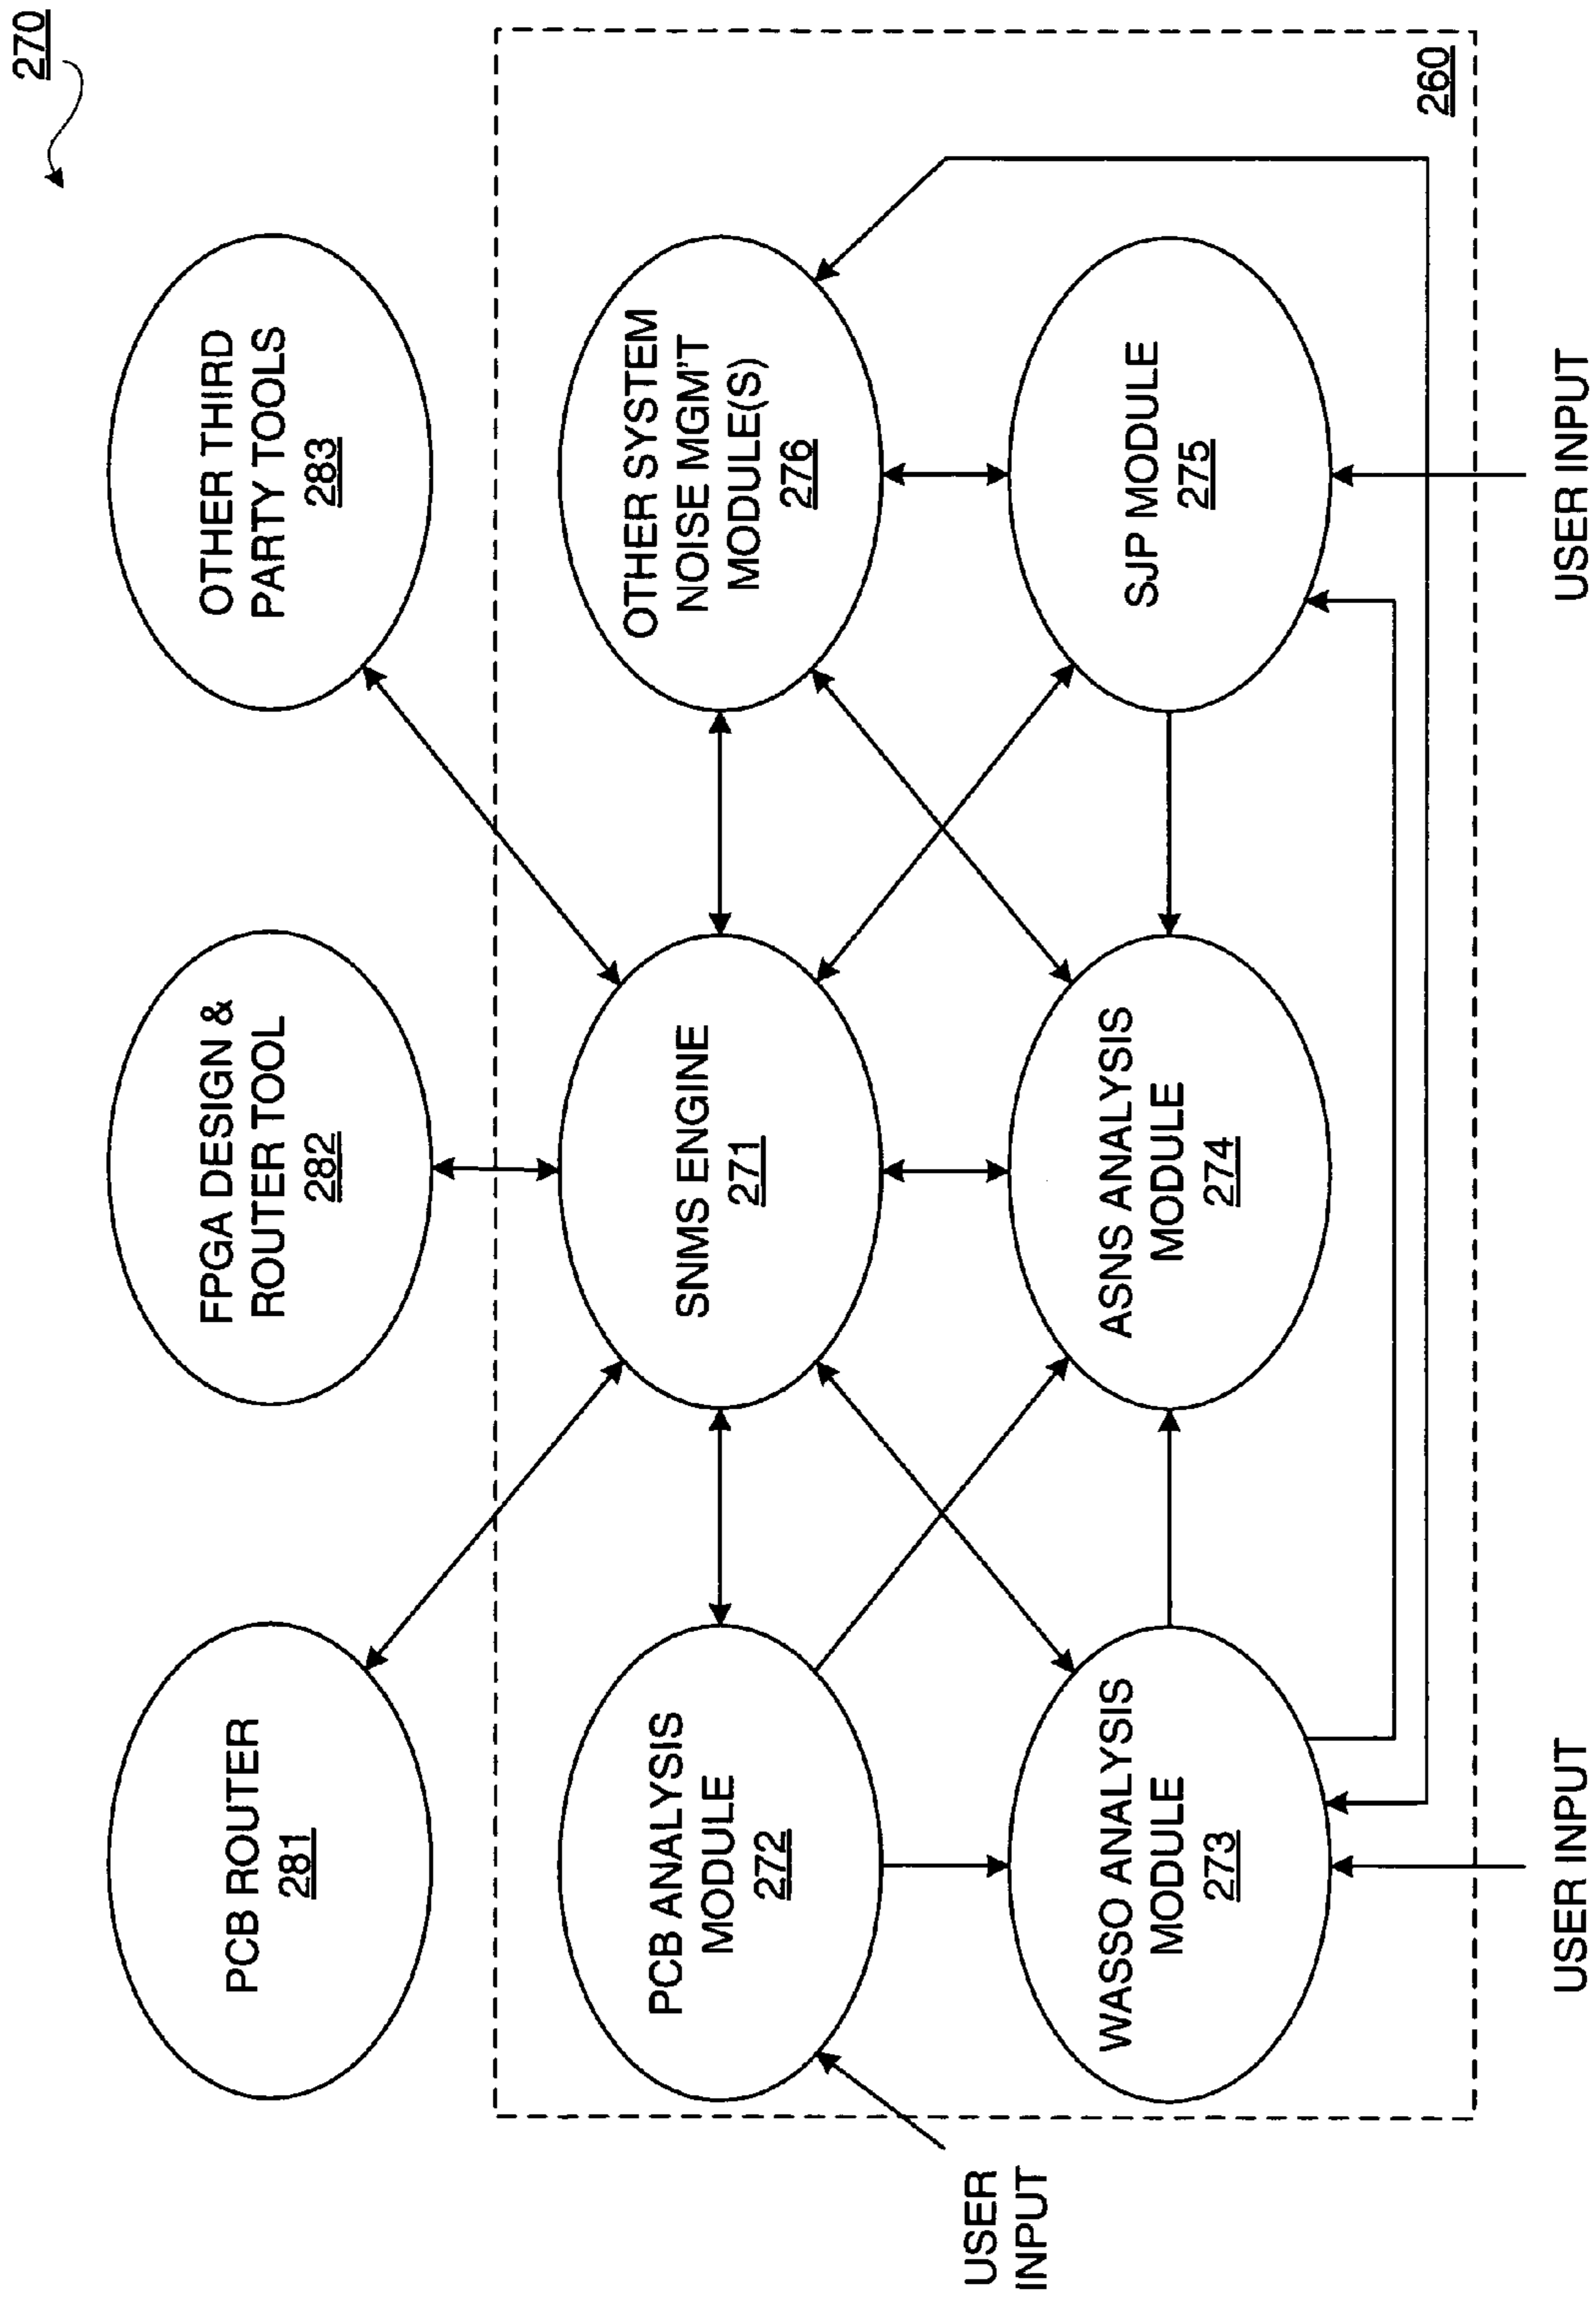 270
PCB ROUTER
281
FPGA DESIGN &
ROUTER TOOL
282
OTHER THIRD
PARTY TOOLS
283
PCB ANALYSIS
MODULE
272
SNMS ENGINE
271
OTHER SYSTEM
NOISE MGM'T
MODULE(S)
276
USER
INPUT
WASSO ANALYSIS
MODULE
273
ASNS ANALYSIS
MODULE
274
SJP MODULE
275
260
USER INPUT
USER INPUT